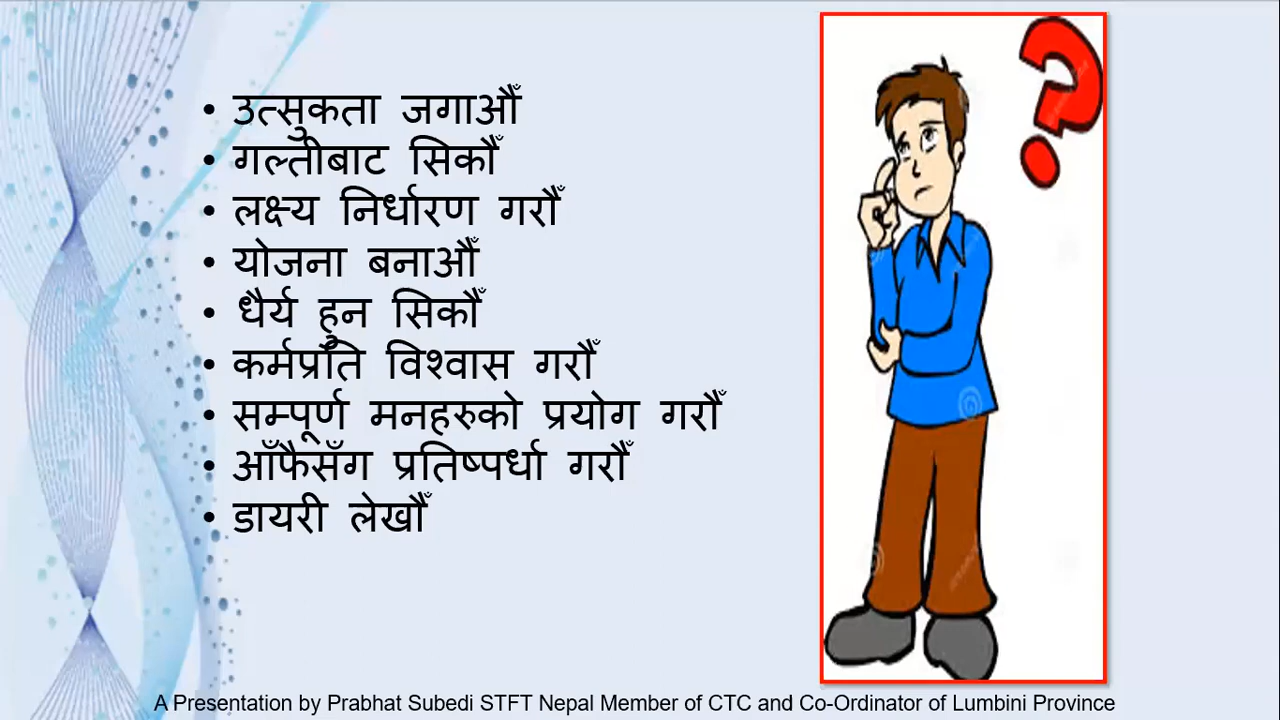 • उत्सुकता जगाऔँ
• गल्तीबाट सिकौँ
• लक्ष्य निर्धारण गरौँ
• योजना बनाऔँ
• धैर्य हुन सिकौँ
• कर्मप्रति विश्वास गरौँ
• सम्पूर्ण मनहरुको प्रयोग गरौँ
• आँफैसँग प्रतिष्पर्धा गरौँ
• डायरी लेखौँ
?
A Presentation by Prabhat Subedi STFT Nepal Member of CTC and Co-Ordinator of Lumbini Province